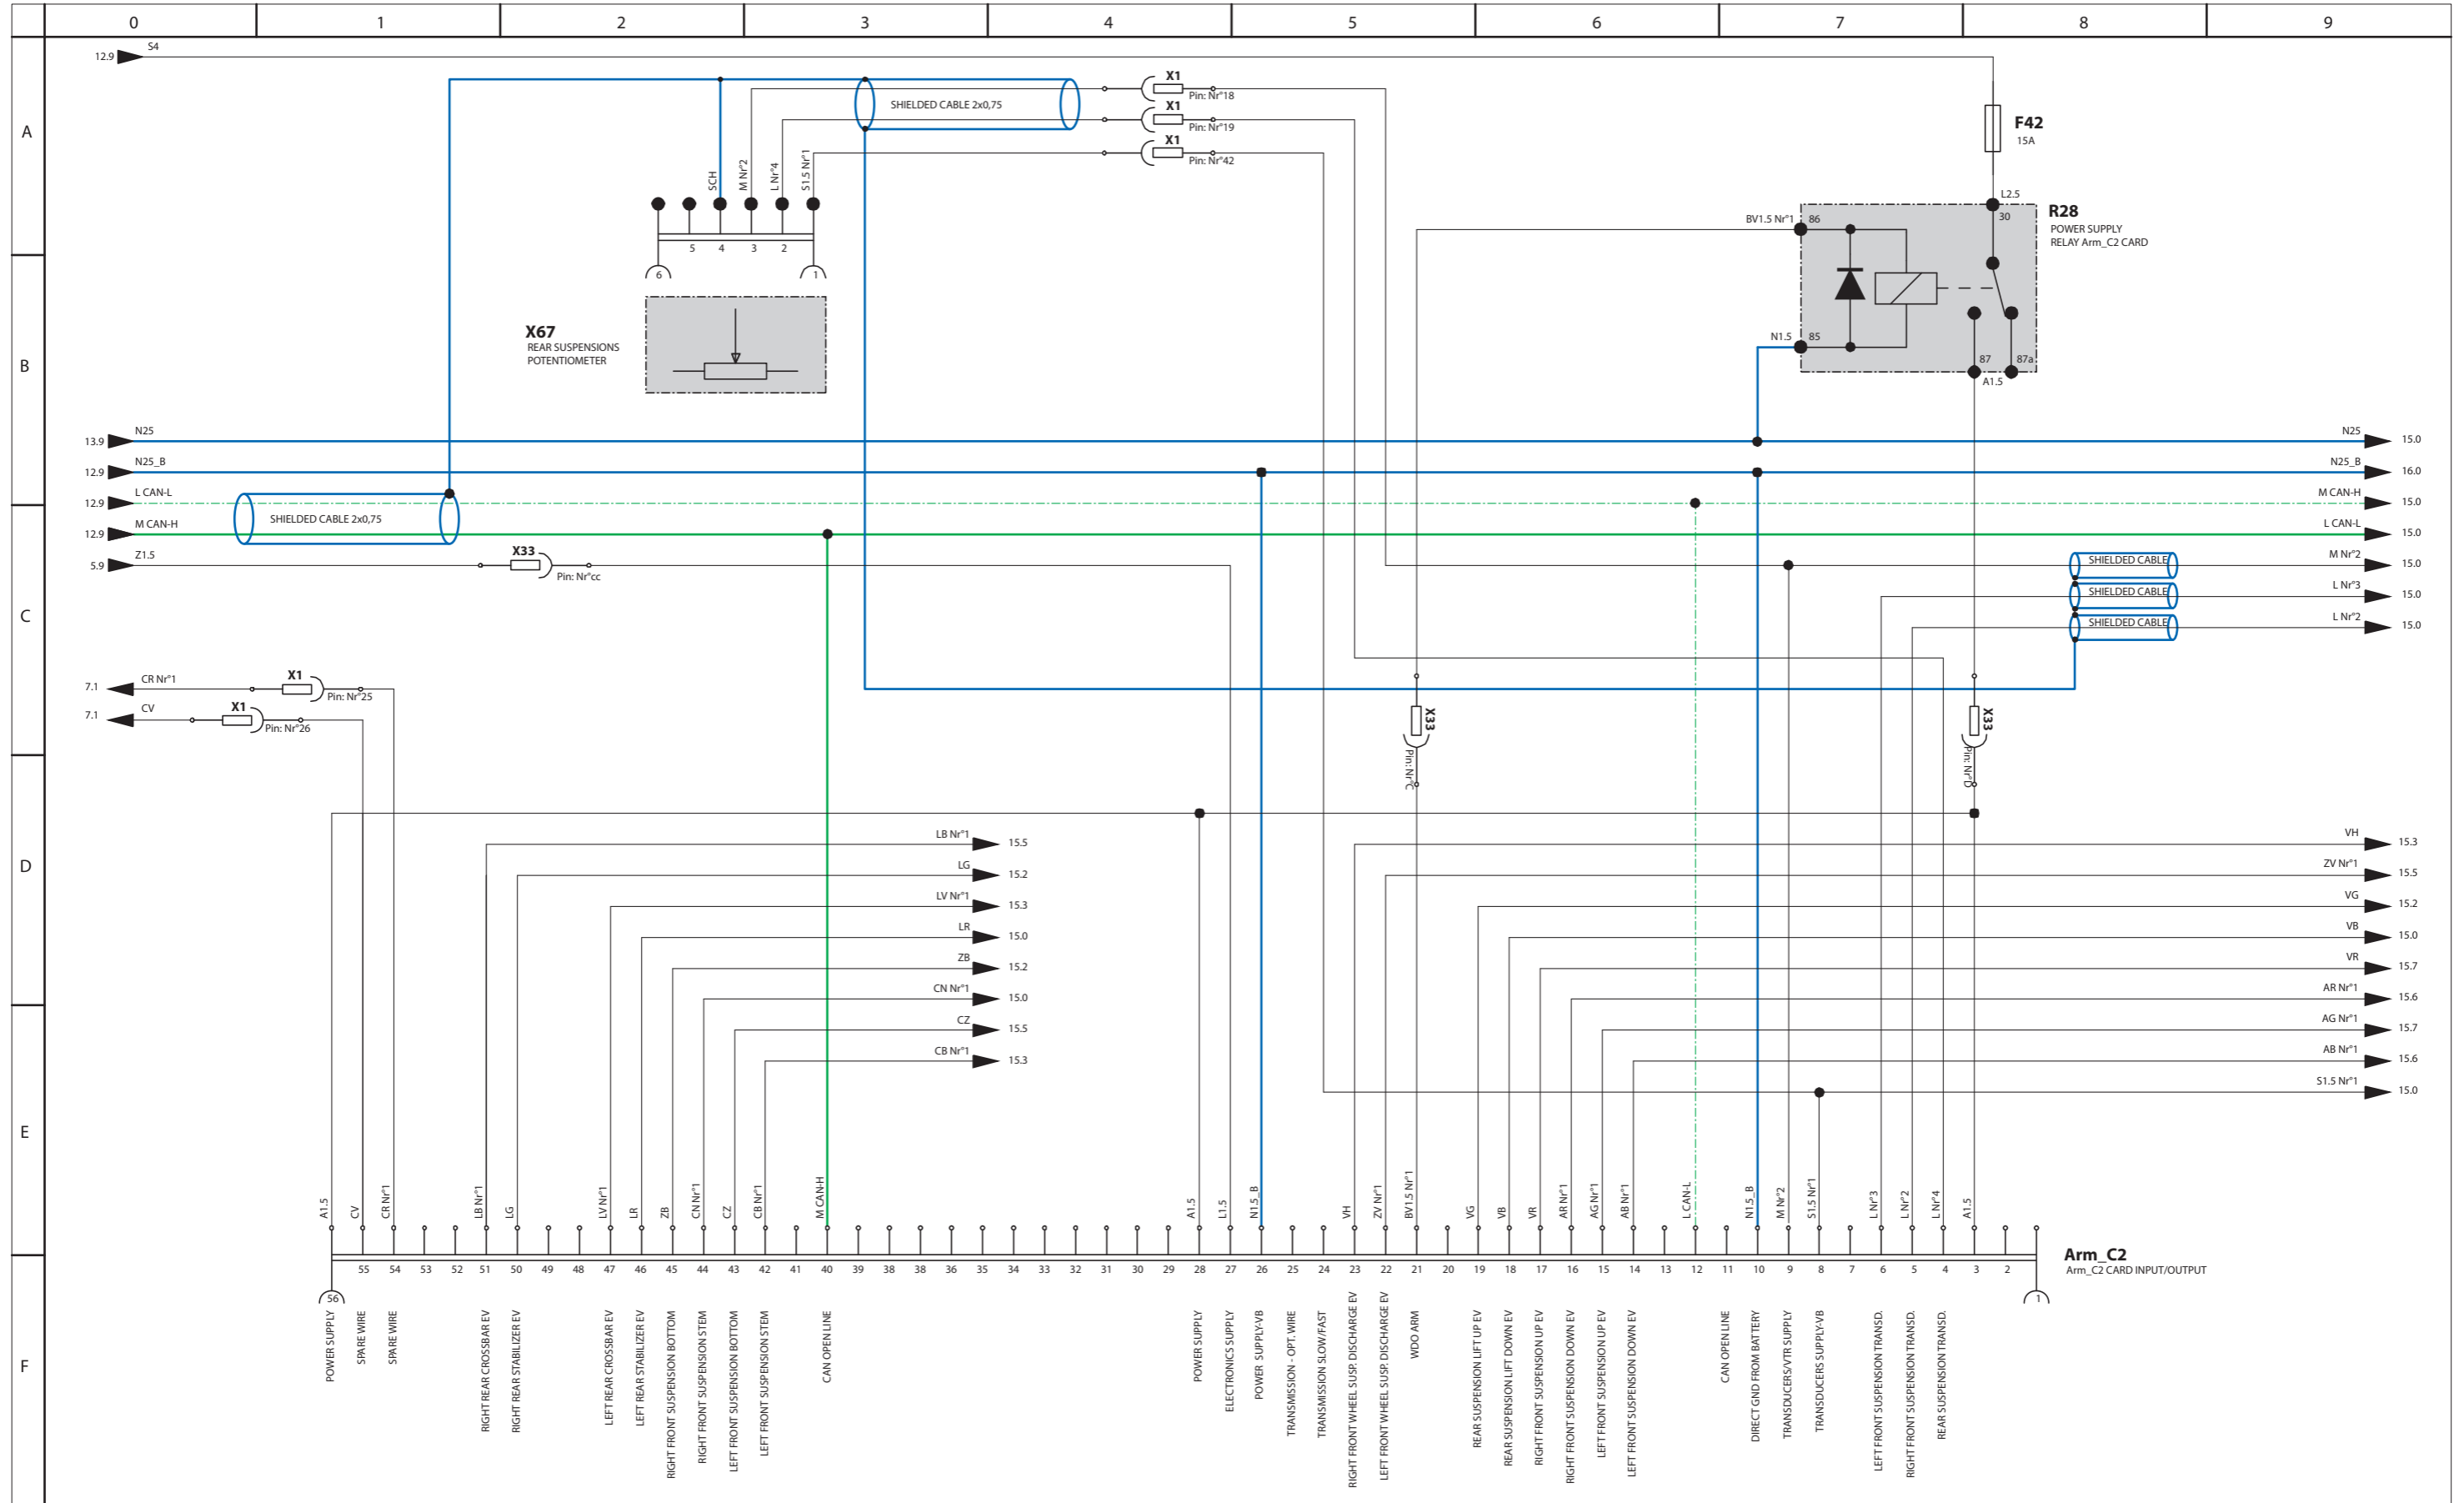 0 1 2 3 4 5 6 7 8 9
A
B
C
D
E
F
12.9 S4
SHIELDED CABLE 2x0,75
X1
Pin: Nr°18
X1
Pin: Nr°19
X1
Pin: Nr°42
F42
15A
SCH
M Nr°2
L Nr°4
S1.5 Nr°1
5 4 3 2
6 1
X67
REAR SUSPENSIONS
POTENTIOMETER
L2.5
30
R28
POWER SUPPLY
RELAY Arm_C2 CARD
BV1.5 Nr°1 86
N1.5 85
87 87a
A1.5
13.9 N25
N25 15.0
12.9 N25_B
N25_B 16.0
12.9 L CAN-L
M CAN-H 15.0
SHIELDED CABLE 2x0,75
12.9 M CAN-H
L CAN-L 15.0
5.9 Z1.5
X33
Pin: Nr°cc
SHIELDED CABLE
M Nr°2 15.0
SHIELDED CABLE
L Nr°3 15.0
SHIELDED CABLE
L Nr°2 15.0
7.1 CR Nr°1
X1
Pin: Nr°25
7.1 CV
X1
Pin: Nr°26
X33
Pin: Nr°C
X33
Pin: Nr°D
LB Nr°1 15.5
LG 15.2
LV Nr°1 15.3
LR 15.0
ZB 15.2
CN Nr°1 15.0
CZ 15.5
CB Nr°1 15.3
VH 15.3
ZV Nr°1 15.5
VG 15.2
VB 15.0
VR 15.7
AR Nr°1 15.6
AG Nr°1 15.7
AB Nr°1 15.6
S1.5 Nr°1 15.0
A1.5
CV
CR Nr°1
LB Nr°1
LG
LV Nr°1
LR
ZB
CN Nr°1
CZ
CB Nr°1
M CAN-H
A1.5
L1.5
N1.5_B
VH
ZV Nr°1
BV1.5 Nr°1
VG
VB
VR
AR Nr°1
AG Nr°1
AB Nr°1
L CAN-L
N1.5_B
M Nr°2
S1.5 Nr°1
L Nr°3
L Nr°2
L Nr°4
A1.5
Arm_C2
Arm_C2 CARD INPUT/OUTPUT
55 54 53 52 51 50 49 48 47 46 45 44 43 42 41 40 39 38 38 36 35 34 33 32 31 30 29 28 27 26 25 24 23 22 21 20 19 18 17 16 15 14 13 12 11 10 9 8 7 6 5 4 3 2
56 1
POWER SUPPLY
SPARE WIRE
SPARE WIRE
RIGHT REAR CROSSBAR EV
RIGHT REAR STABILIZER EV
LEFT REAR CROSSBAR EV
LEFT REAR STABILIZER EV
RIGHT FRONT SUSPENSION BOTTOM
RIGHT FRONT SUSPENSION STEM
LEFT FRONT SUSPENSION BOTTOM
LEFT FRONT SUSPENSION STEM
CAN OPEN LINE
POWER SUPPLY
ELECTRONICS SUPPLY
POWER SUPPLY-VB
TRANSMISSION - OPT. WIRE
TRANSMISSION SLOW/FAST
RIGHT FRONT WHEEL SUSP. DISCHARGE EV
LEFT FRONT WHEEL SUSP. DISCHARGE EV
WDO ARM
REAR SUSPENSION LIFT UP EV
REAR SUSPENSION LIFT DOWN EV
RIGHT FRONT SUSPENSION UP EV
RIGHT FRONT SUSPENSION DOWN EV
LEFT FRONT SUSPENSION UP EV
LEFT FRONT SUSPENSION DOWN EV
CAN OPEN LINE
DIRECT GND FROM BATTERY
TRANSDUCERS/VTR SUPPLY
TRANSDUCERS SUPPLY-VB
LEFT FRONT SUSPENSION TRANSD.
RIGHT FRONT SUSPENSION TRANSD.
REAR SUSPENSION TRANSD.